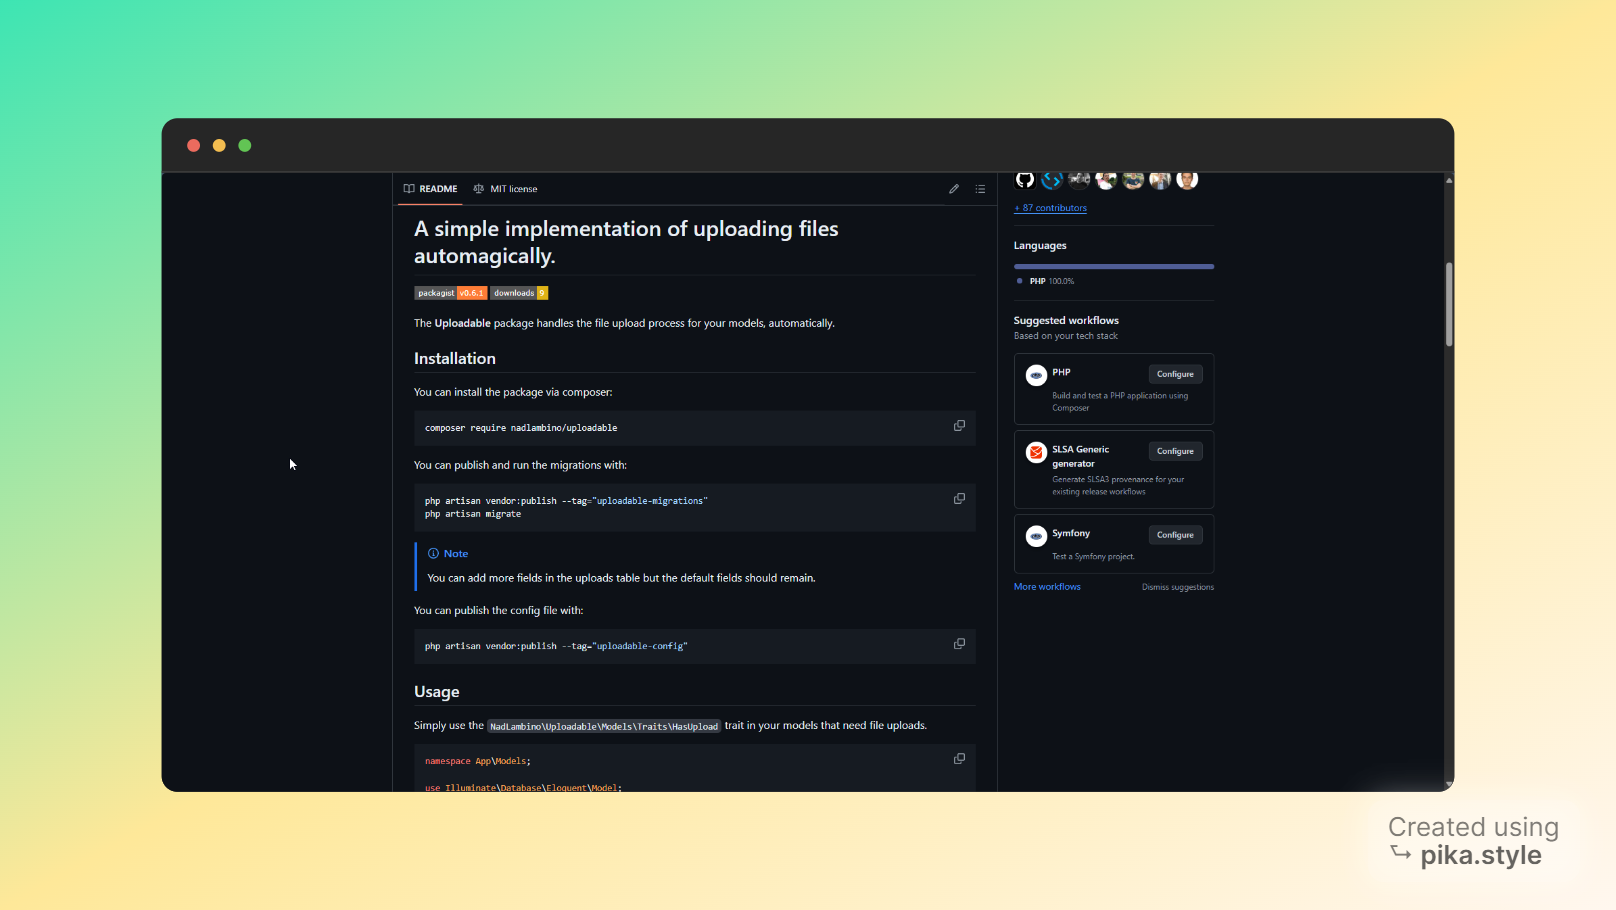 README
MIT license
A simple implementation of uploading files
automagically.
packagist v0.6.1 downloads 9
The Uploadable package handles the file upload process for your models, automatically.
Installation
You can install the package via composer:
composer require nadlambino/uploadable
You can publish and run the migrations with:
php artisan vendor:publish --tag="uploadable-migrations"
php artisan migrate
Note
You can add more fields in the uploads table but the default fields should remain.
You can publish the config file with:
php artisan vendor:publish --tag="uploadable-config"
Usage
Simply use the NadLambino\Uploadable\Models\Traits\HasUpload trait in your models that need file uploads.
namespace App\Models;
use Illuminate\Database\Eloquent\Model;
+ 87 contributors
Languages
PHP 100.0%
Suggested workflows
Based on your tech stack
PHP
Configure
Build and test a PHP application using
Composer
SLSA Generic
generator
Configure
Generate SLSA3 provenance for your
existing release workflows
Symfony
Configure
Test a Symfony project.
More workflows
Dismiss suggestions
Created using
pika.style